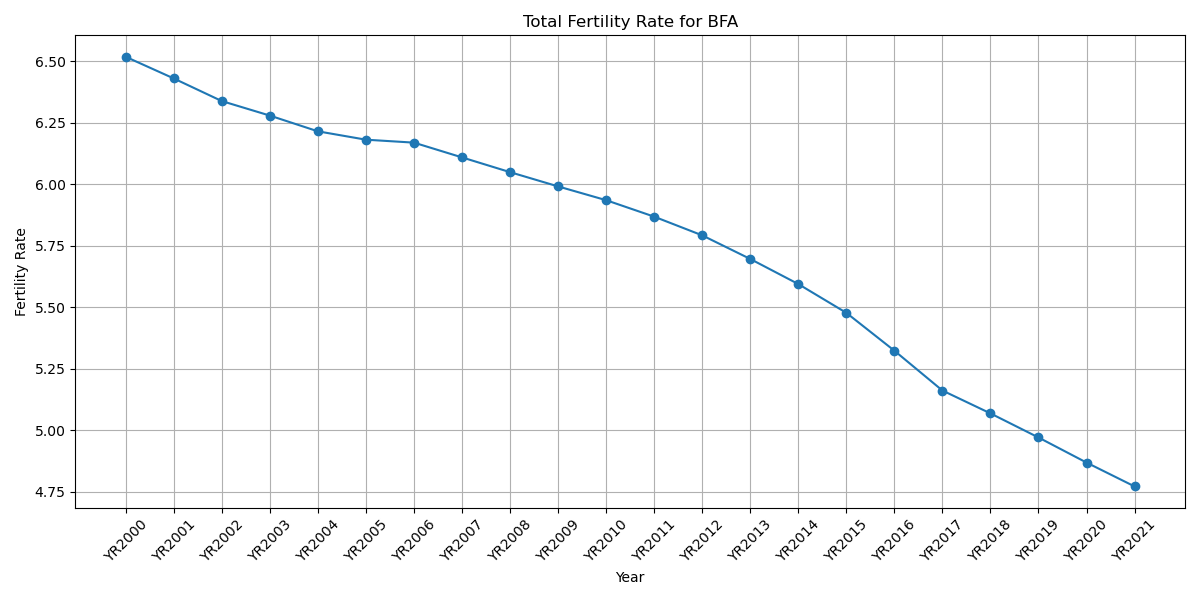 Total Fertility Rate for BFA
Fertility Rate
6.50
6.25
6.00
5.75
5.50
5.25
5.00
4.75
YR2000
YR2001
YR2002
YR2003
YR2004
YR2005
YR2006
YR2007
YR2008
YR2009
YR2010
YR2011
YR2012
YR2013
YR2014
YR2015
YR2016
YR2017
YR2018
YR2019
YR2020
YR2021
Year